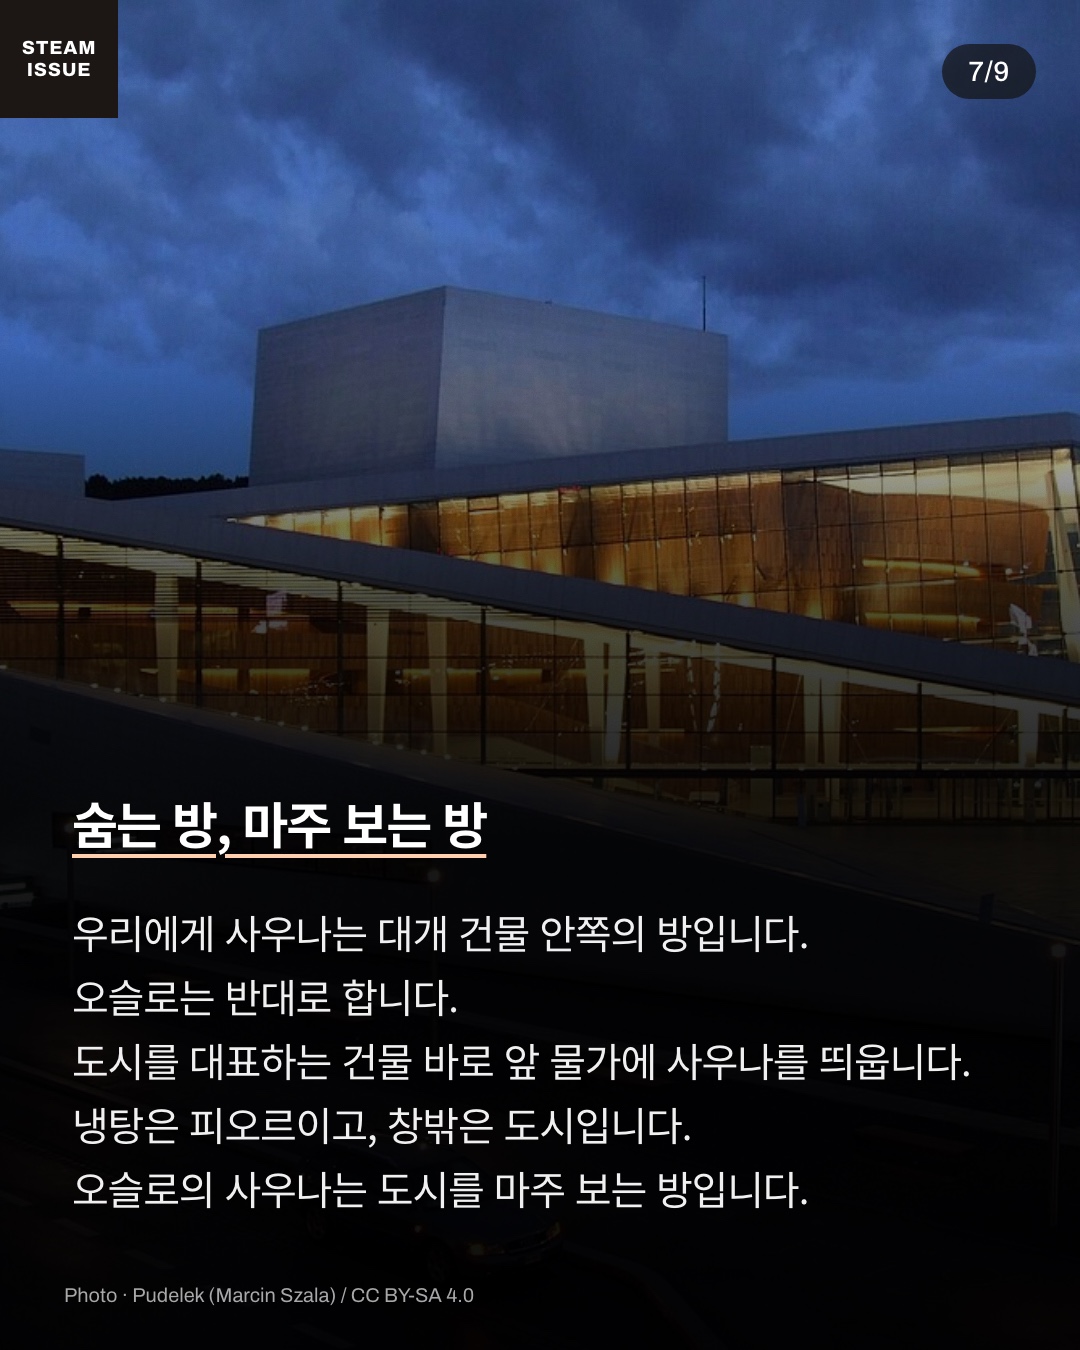 STEAM
ISSUE
7/9
숨는 방, 마주 보는 방
우리에게 사우나는 대개 건물 안쪽의 방입니다.
오슬로는 반대로 합니다.
도시를 대표하는 건물 바로 앞 물가에 사우나를 띄웁니다.
냉탕은 피오르이고, 창밖은 도시입니다.
오슬로의 사우나는 도시를 마주 보는 방입니다.
Photo · Pudelek (Marcin Szala) / CC BY-SA 4.0